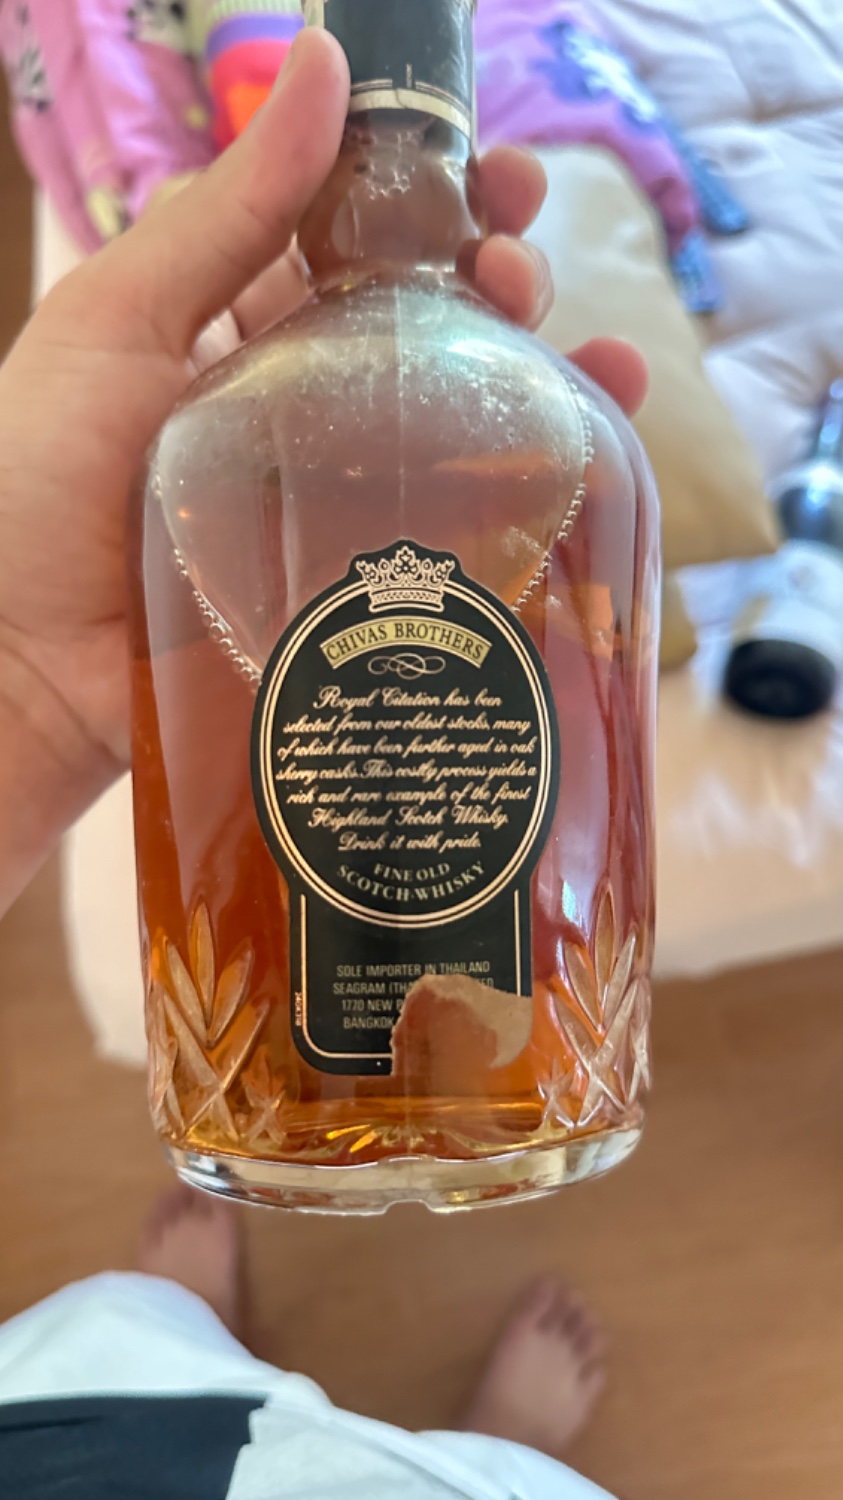 CHIVAS BROTHERS
Royal Citation has been
selected from our oldest stocks, many
of which have been further aged in oak
sherry casks. This costly process yields a
rich and rare example of the finest
Highland Scotch Whisky.
Drink it with pride.
FINE OLD
SCOTCH WHISKY
SOLE IMPORTER IN THAILAND
SEAGRAM
1770 NEW
BANGKOK